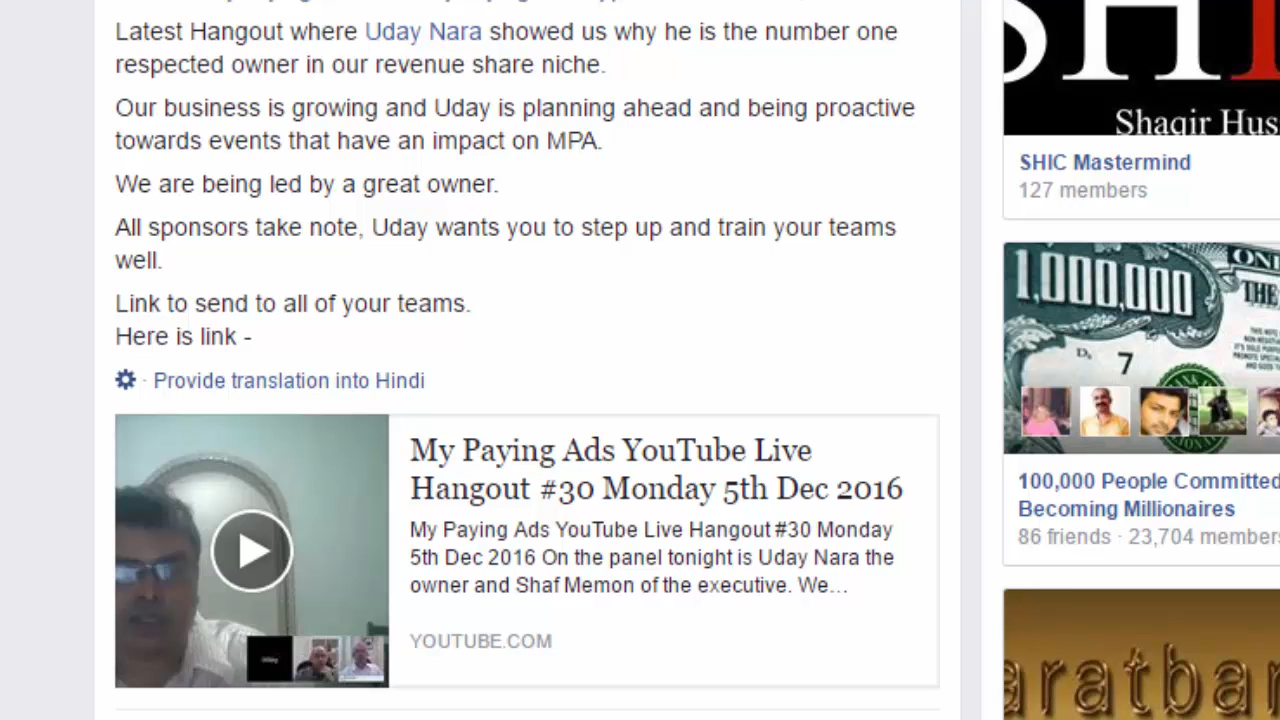 Latest Hangout where Uday Nara showed us why he is the number one
respected owner in our revenue share niche.
Our business is growing and Uday is planning ahead and being proactive
towards events that have an impact on MPA.
We are being led by a great owner.
All sponsors take note, Uday wants you to step up and train your teams
well.
Link to send to all of your teams.
Here is link -
· Provide translation into Hindi
My Paying Ads YouTube Live
Hangout #30 Monday 5th Dec 2016
My Paying Ads YouTube Live Hangout #30 Monday
5th Dec 2016 On the panel tonight is Uday Nara the
owner and Shaf Memon of the executive. We...
YOUTUBE.COM
SHI
Shaqir Hus
SHIC Mastermind
127 members
ON
1,000,000
THE
7
100,000 People Committed
Becoming Millionaires
86 friends · 23,704 members
aratbar